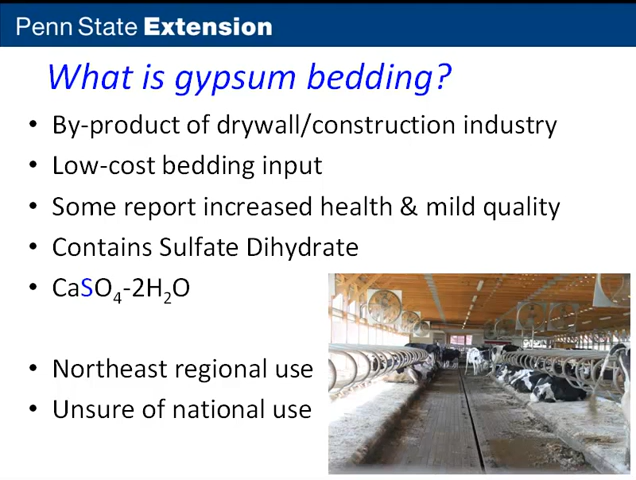 Penn State Extension
What is gypsum bedding?
• By-product of drywall/construction industry
• Low-cost bedding input
• Some report increased health & mild quality
• Contains Sulfate Dihydrate
• CaSO₄-2H₂O
• Northeast regional use
• Unsure of national use